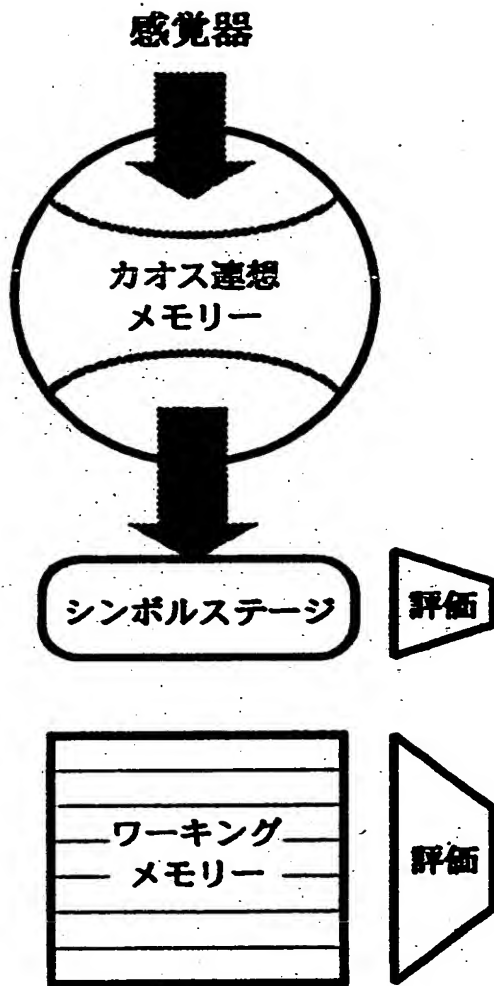 感覚器
カオス連想
メモリー
シンボルステージ
評価
ワーキング
メモリー
評価